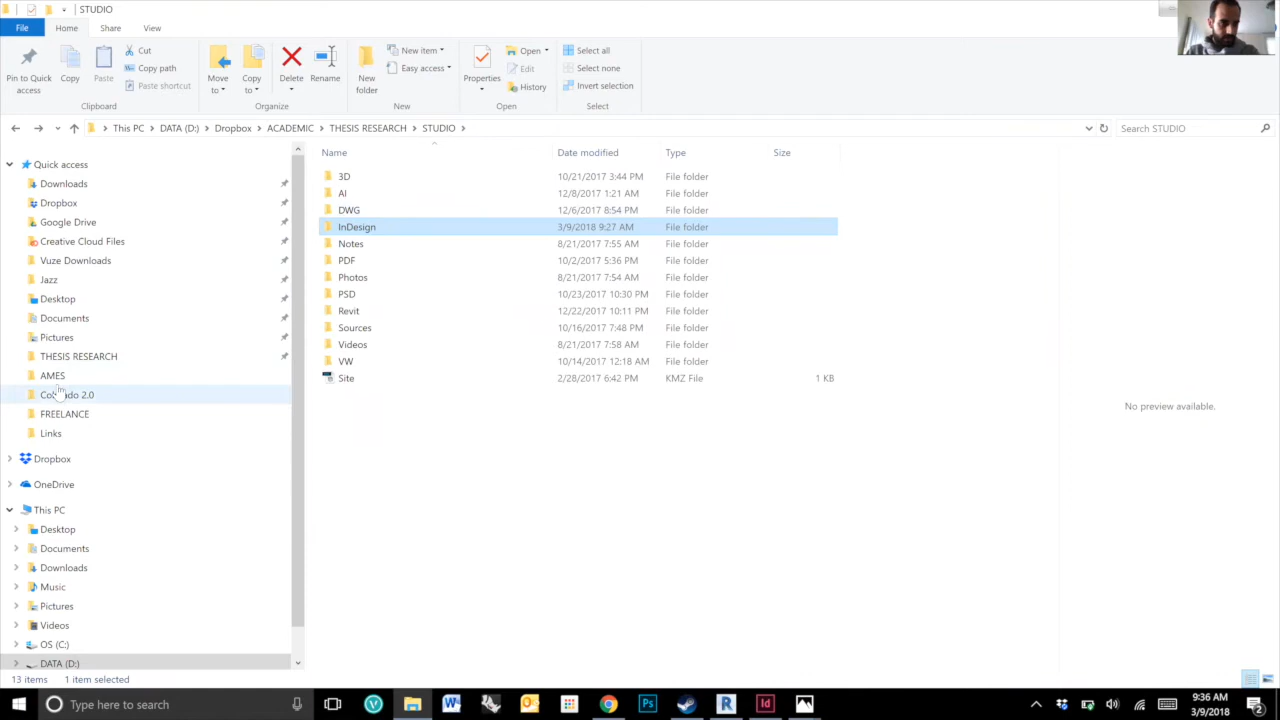 STUDIO
File Home Share View
Pin to Quick access
Copy
Paste
Cut
Copy path
Paste shortcut
Clipboard
Move to
Copy to
Delete
Rename
Organize
New folder
New item
Easy access
New
Properties
Open
Edit
History
Open
Select all
Select none
Invert selection
Select
This PC > DATA (D:) > Dropbox > ACADEMIC > THESIS RESEARCH > STUDIO >
Search STUDIO
Quick access
Downloads
Dropbox
Google Drive
Creative Cloud Files
Vuze Downloads
Jazz
Desktop
Documents
Pictures
THESIS RESEARCH
AMES
2.0
FREELANCE
Links
Dropbox
OneDrive
This PC
Desktop
Documents
Downloads
Music
Pictures
Videos
OS (C:)
DATA (D:)
Name Date modified Type Size
3D 10/21/2017 3:44 PM File folder
AI 12/8/2017 1:21 AM File folder
DWG 12/6/2017 8:54 PM File folder
InDesign 3/9/2018 9:27 AM File folder
Notes 8/21/2017 7:55 AM File folder
PDF 10/2/2017 5:36 PM File folder
Photos 8/21/2017 7:54 AM File folder
PSD 10/23/2017 10:30 PM File folder
Revit 12/22/2017 10:11 PM File folder
Sources 10/16/2017 7:48 PM File folder
Videos 8/21/2017 7:58 AM File folder
VW 10/14/2017 12:18 AM File folder
Site 2/28/2017 6:42 PM KMZ File 1 KB
No preview available.
13 items 1 item selected
Type here to search
9:36 AM
3/9/2018